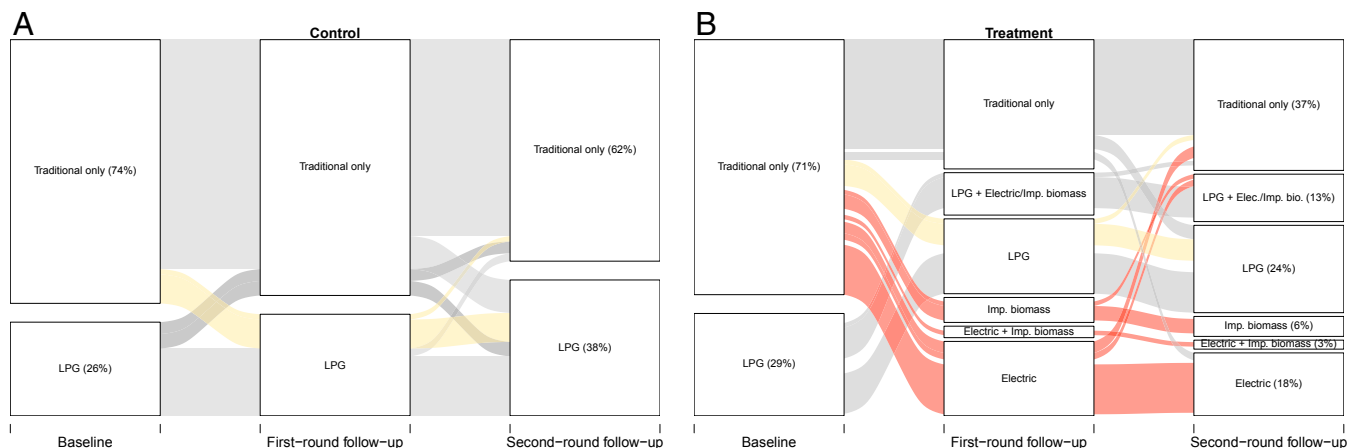 A
Control
Traditional only (74%)
LPG (26%)
Traditional only
LPG
Traditional only (62%)
LPG (38%)
Baseline
First−round follow−up
Second−round follow−up
B
Treatment
Traditional only (71%)
LPG (29%)
Traditional only
LPG + Electric/Imp. biomass
LPG
Imp. biomass
Electric + Imp. biomass
Electric
Traditional only (37%)
LPG + Elec./Imp. bio. (13%)
LPG (24%)
Imp. biomass (6%)
Electric + Imp. biomass (3%)
Electric (18%)
Baseline
First−round follow−up
Second−round follow−up